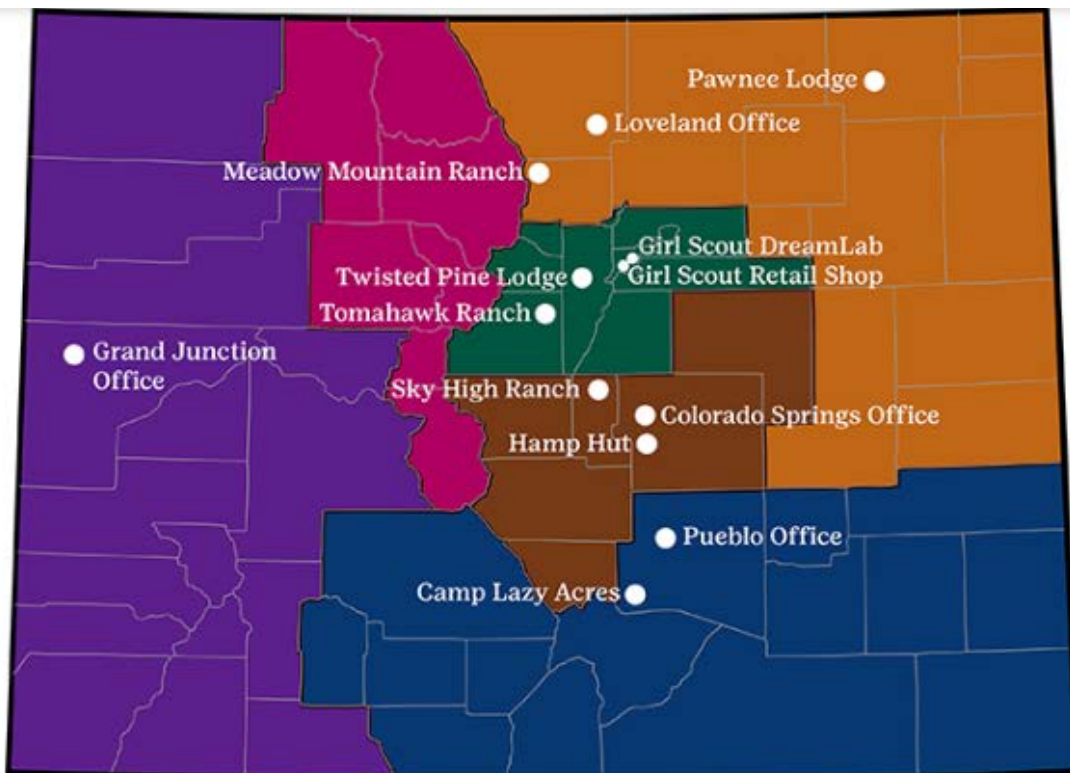 Pawnee Lodge
Loveland Office
Meadow Mountain Ranch
Girl Scout DreamLab
Girl Scout Retail Shop
Twisted Pine Lodge
Tomahawk Ranch
Grand Junction
Office
Sky High Ranch
Colorado Springs Office
Hamp Hut
Pueblo Office
Camp Lazy Acres